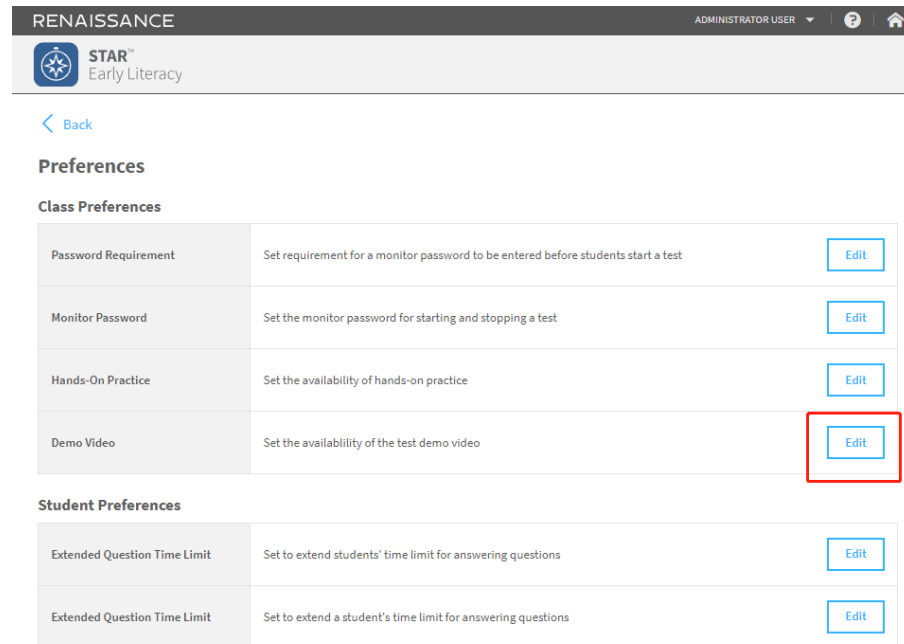 RENAISSANCE ADMINISTRATOR USER ?
STAR™
Early Literacy
Back
Preferences
Class Preferences
Password Requirement Set requirement for a monitor password to be entered before students start a test Edit
Monitor Password Set the monitor password for starting and stopping a test Edit
Hands-On Practice Set the availability of hands-on practice Edit
Demo Video Set the availablility of the test demo video Edit
Student Preferences
Extended Question Time Limit Set to extend students' time limit for answering questions Edit
Extended Question Time Limit Set to extend a student's time limit for answering questions Edit